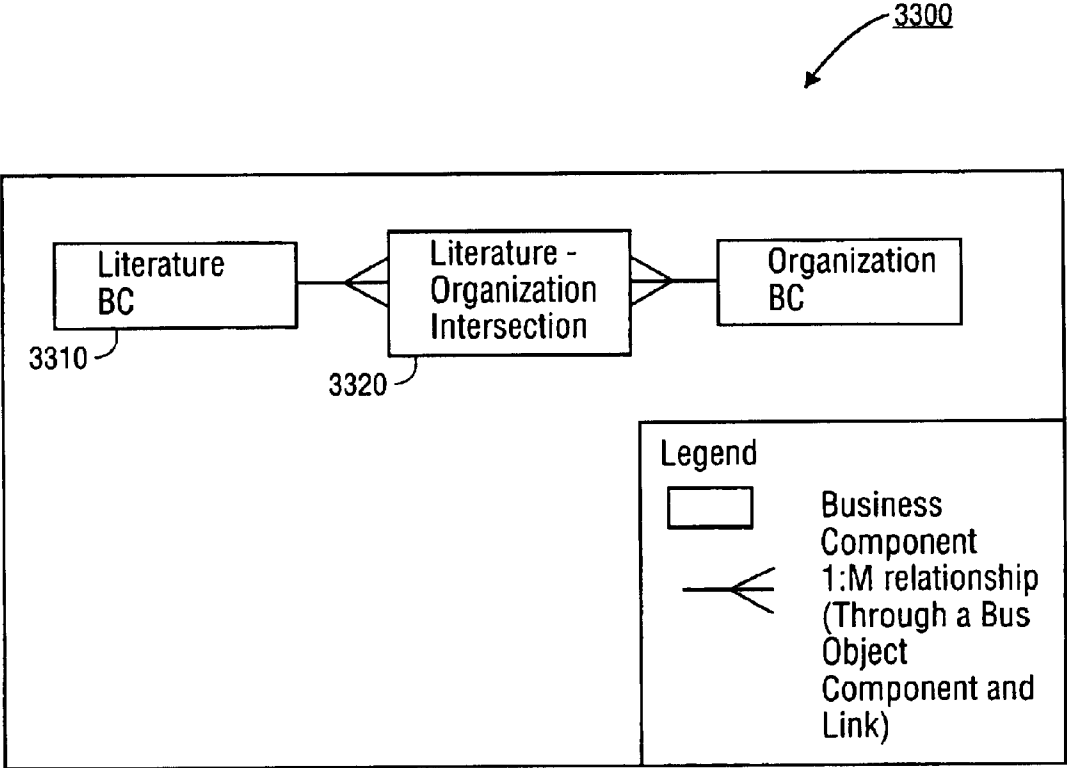 3300
Literature
BC
3310
Literature -
Organization
Intersection
3320
Organization
BC
Legend
Business
Component
1:M relationship
(Through a Bus
Object
Component and
Link)